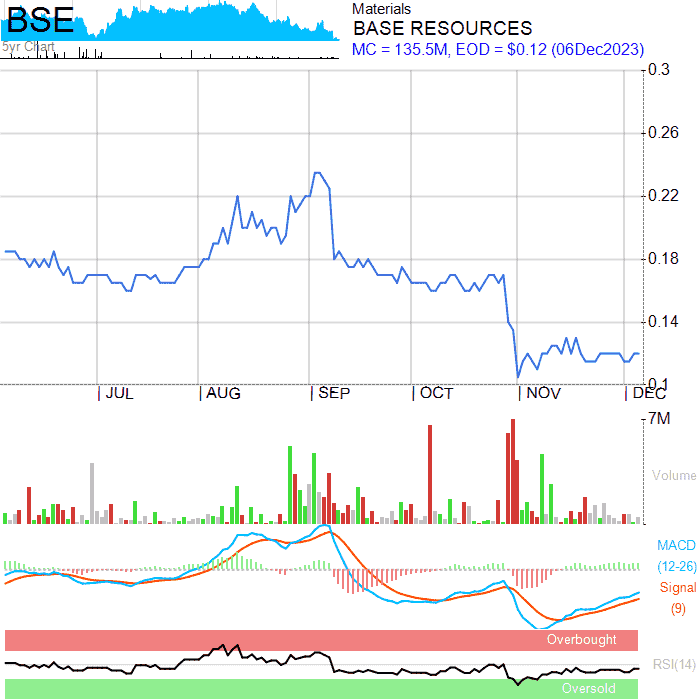 BSE
5yr Chart
Materials
BASE RESOURCES
MC = 135.5M, EOD = $0.12 (06Dec2023)
0.3
0.26
0.22
0.18
0.14
0.1
JUL AUG SEP OCT NOV DEC
7M
Volume
MACD
(12-26)
Signal
(9)
Overbought
RSI(14)
Oversold